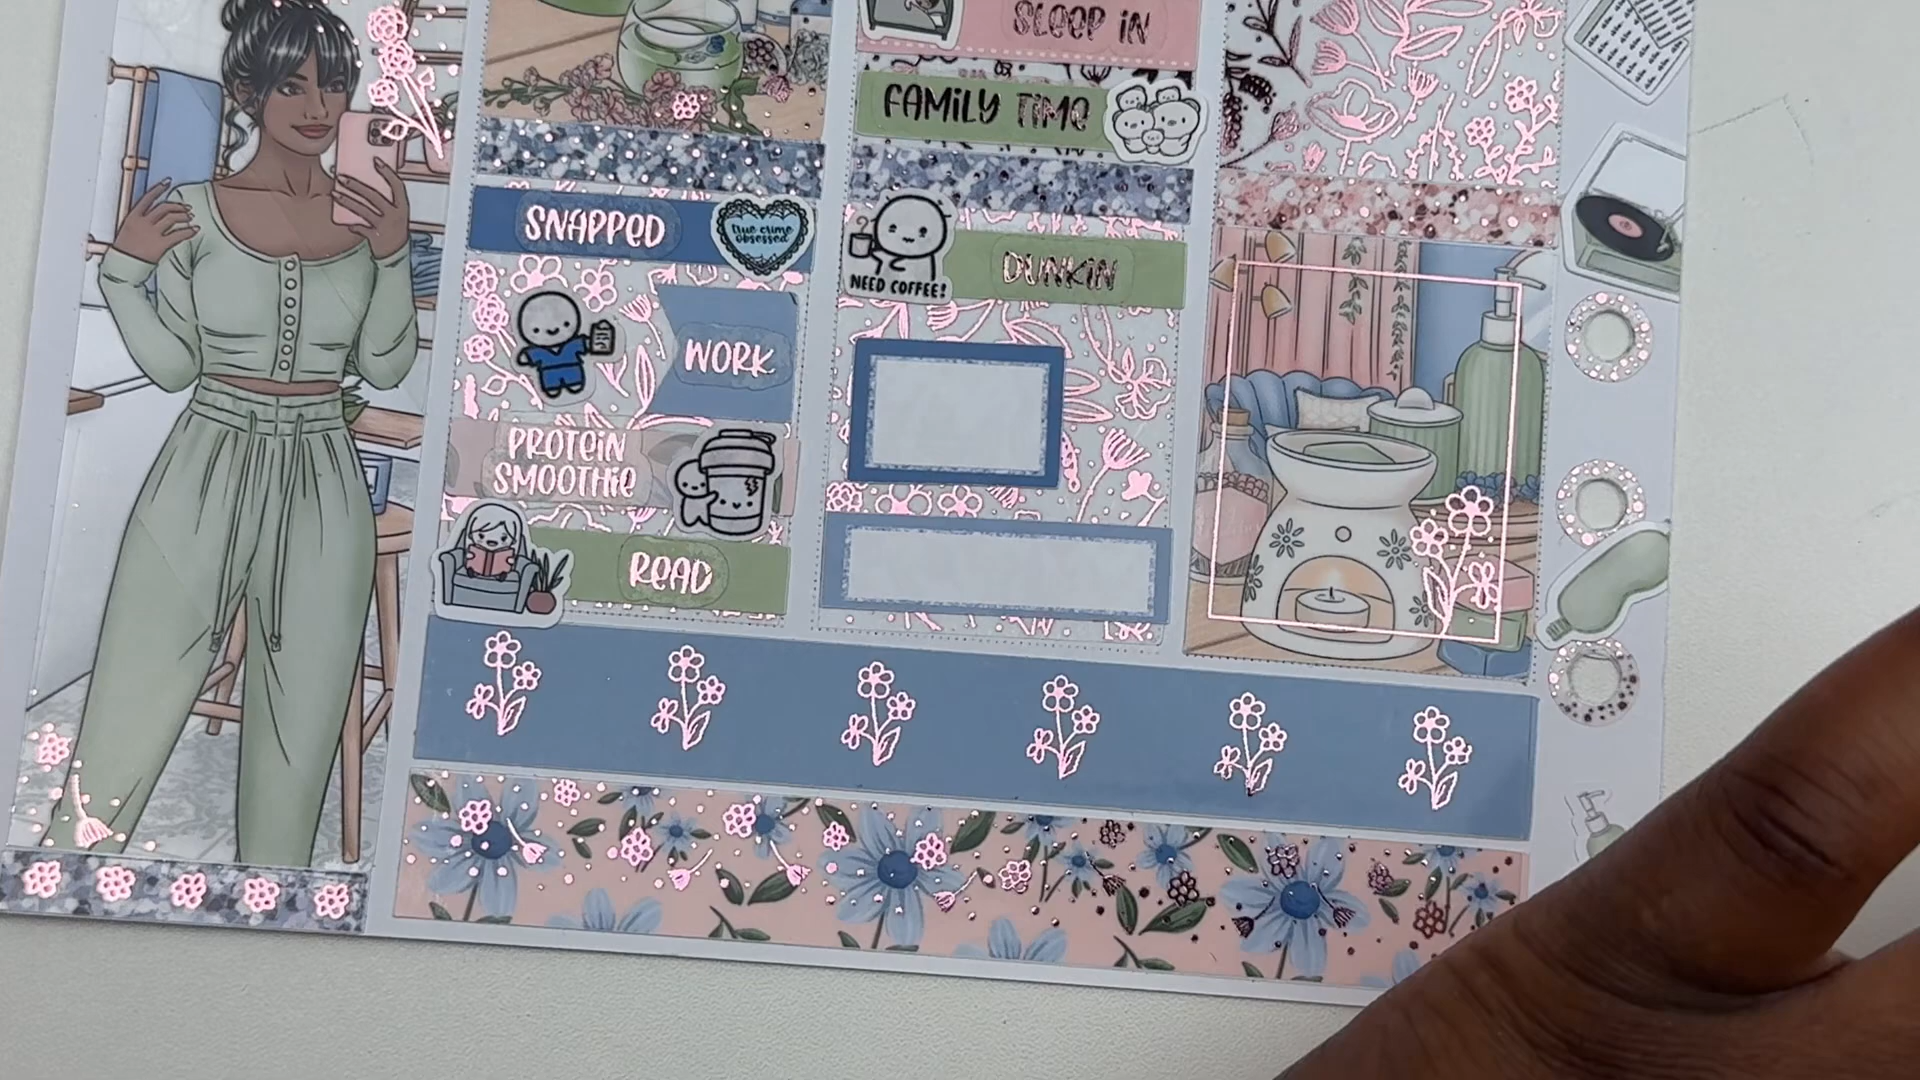 SLEEP IN
FAMILY TIME
SNAPPED
true crime
obsessed
NEED COFFEE!
DUNKIN
WORK
PROTEIN
SMOOTHIE
READ